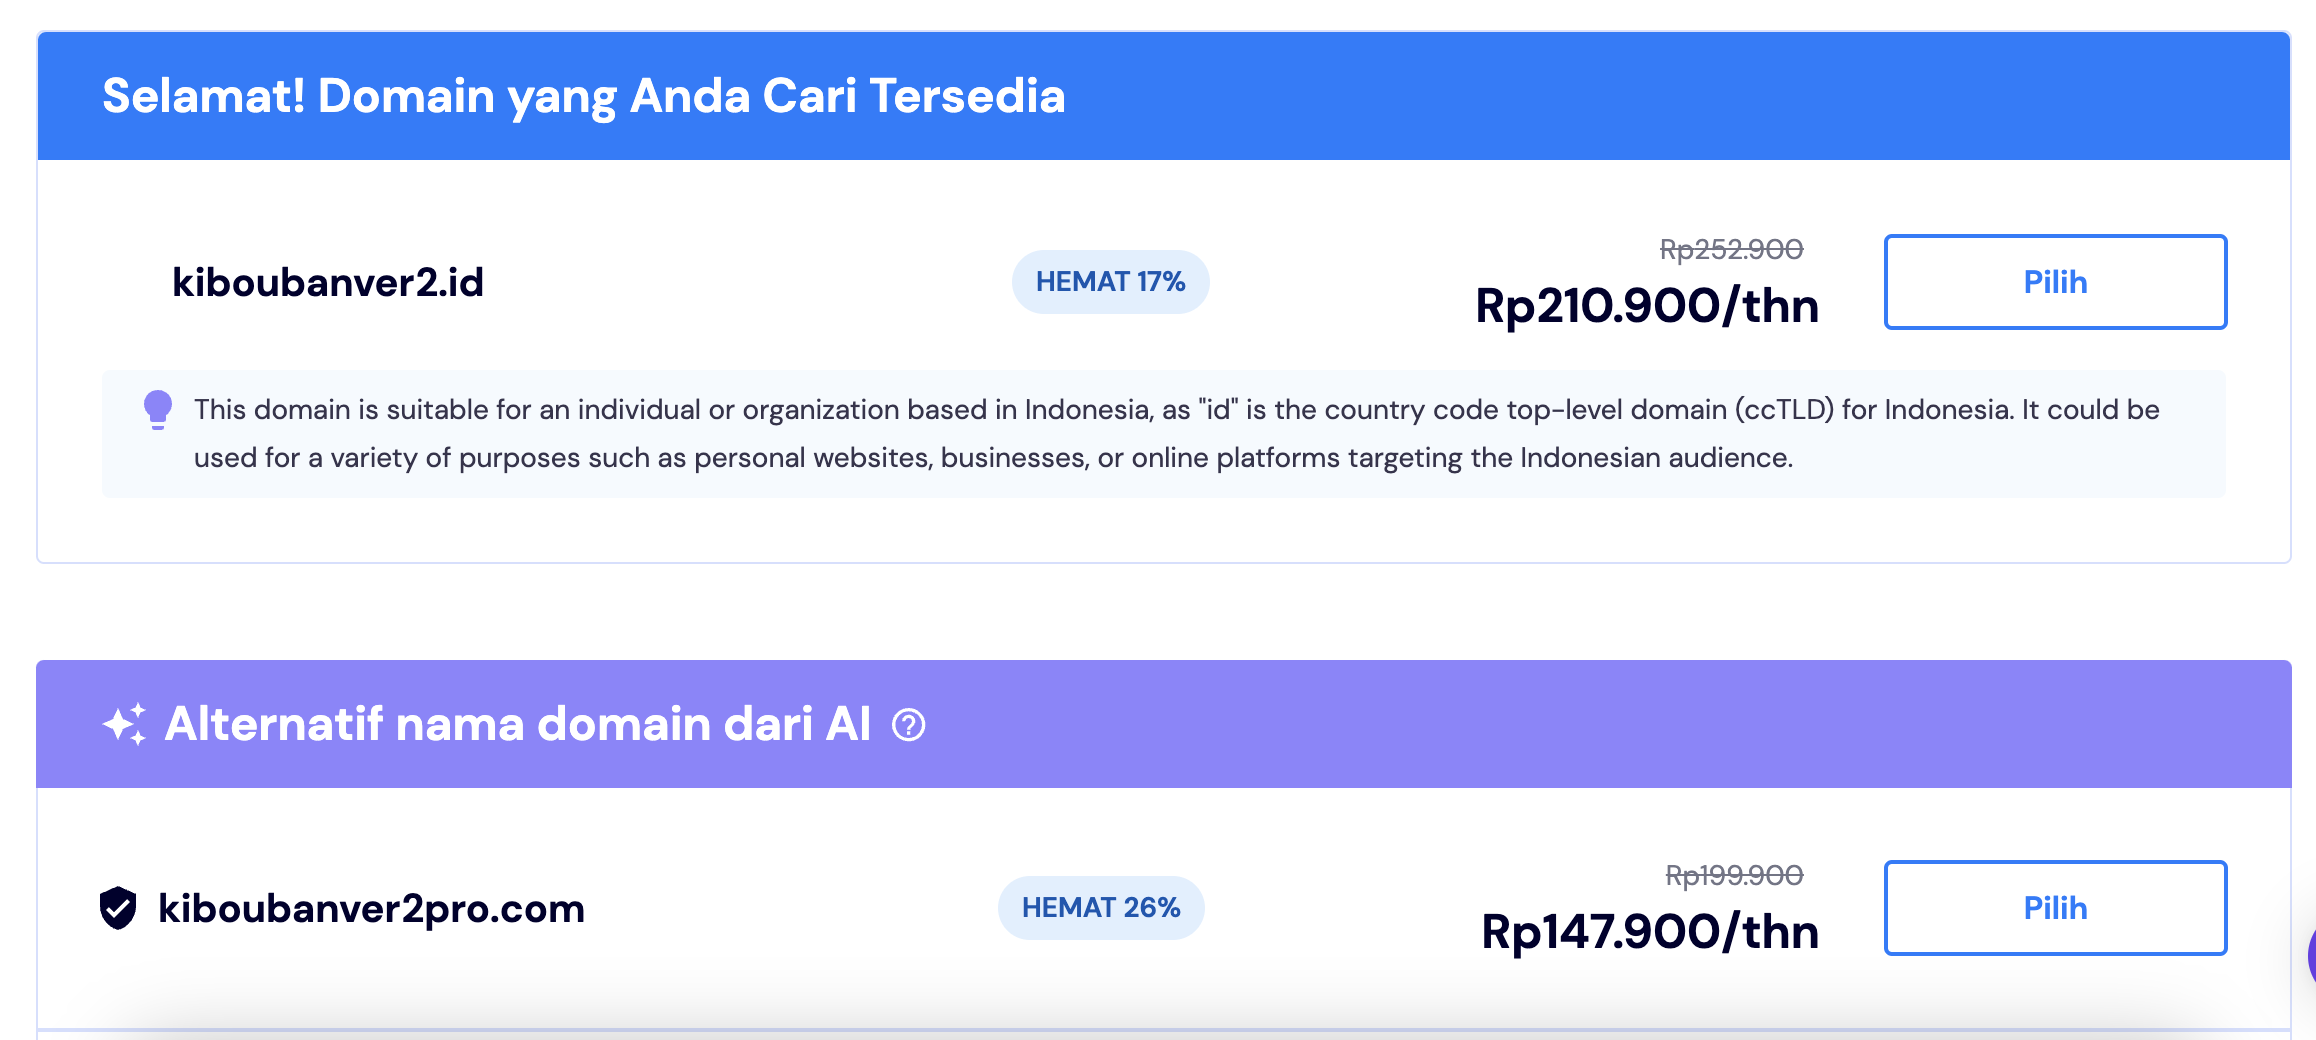 Selamat! Domain yang Anda Cari Tersedia
kiboubanver2.id
HEMAT 17%
Rp252.900
Rp210.900/thn
Pilih
This domain is suitable for an individual or organization based in Indonesia, as "id" is the country code top-level domain (ccTLD) for Indonesia. It could be
used for a variety of purposes such as personal websites, businesses, or online platforms targeting the Indonesian audience.
Alternatif nama domain dari AI
kiboubanver2pro.com
HEMAT 26%
Rp199.900
Rp147.900/thn
Pilih